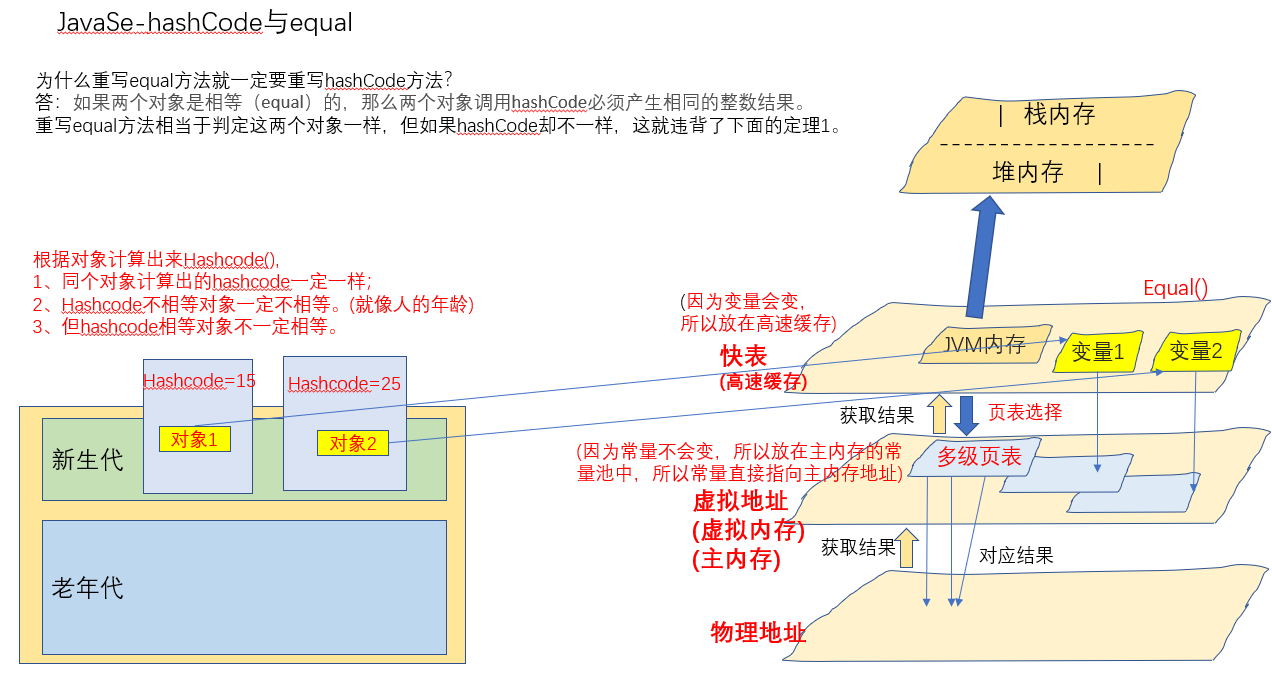 JavaSe-hashCode与equal
为什么重写equal方法就一定要重写hashCode方法?
答：如果两个对象是相等（equal）的，那么两个对象调用hashCode必须产生相同的整数结果。
重写equal方法相当于判定这两个对象一样，但如果hashCode却不一样，这就违背了下面的定理1。
| 栈内存
------------------
堆内存 |
根据对象计算出来Hashcode(),
1、同个对象计算出的hashcode一定一样;
2、Hashcode不相等对象一定不相等。(就像人的年龄)
3、但hashcode相等对象不一定相等。
Hashcode=15
Hashcode=25
对象1
对象2
新生代
老年代
Equal()
(因为变量会变，
所以放在高速缓存)
快表
(高速缓存)
JVM内存
变量1
变量2
获取结果
页表选择
(因为常量不会变，所以放在主内存的常
量池中，所以常量直接指向主内存地址)
多级页表
虚拟地址
(虚拟内存)
(主内存)
获取结果
对应结果
物理地址